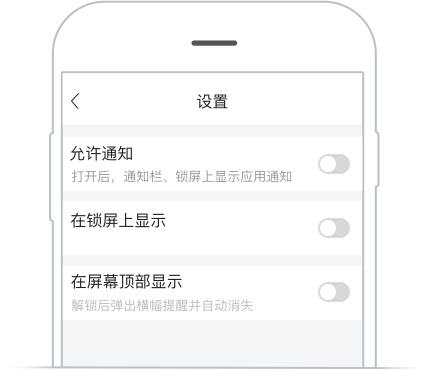 设置
允许通知
打开后，通知栏、锁屏上显示应用通知
在锁屏上显示
在屏幕顶部显示
解锁后弹出横幅提醒并自动消失